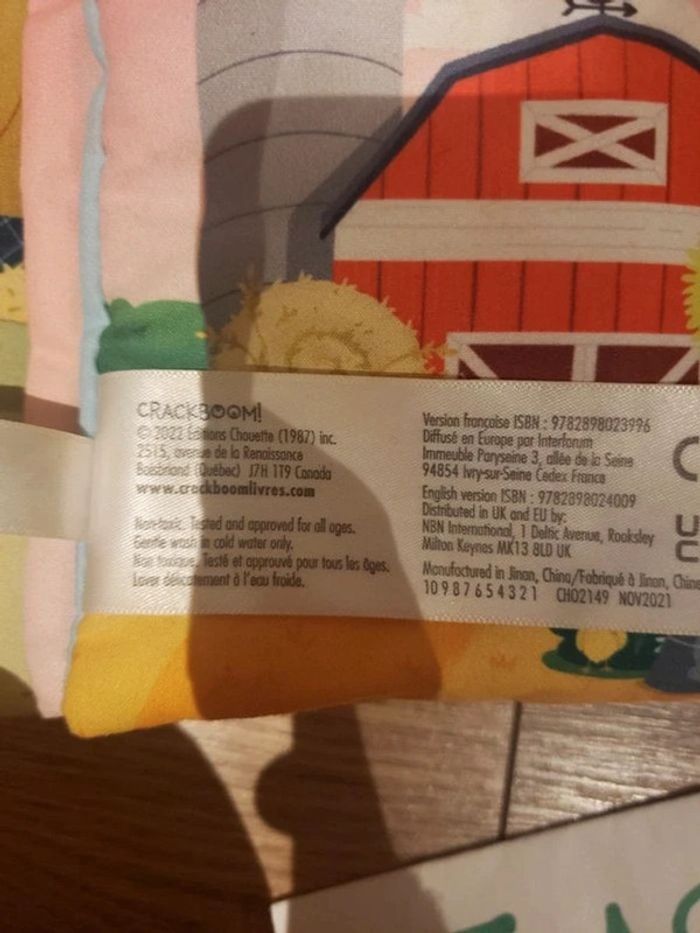 CRACKBOOM!
© 2022 Éditions Chouette (1987) inc.
2515, avenue de la Renaissance
Boisbriand (Québec) J7H 1T9 Canada
www.crackboomlivres.com
Non-toxic. Tested and approved for all ages.
Gentle wash in cold water only.
Non toxique. Testé et approuvé pour tous les âges.
Laver délicatement à l'eau froide.
Version française ISBN : 9782898023996
Diffusé en Europe par Interforum
Immeuble Paryseine 3, allée de la Seine
94854 Ivry-sur-Seine Cedex France
English version ISBN : 9782898024009
Distributed in UK and EU by:
NBN International, 1 Deltic Avenue, Rooksley
Milton Keynes MK13 8LD UK
Manufactured in Jinan, China/Fabriqué à Jinan, Chine
10 9 8 7 6 5 4 3 2 1 CHO2149 NOV2021